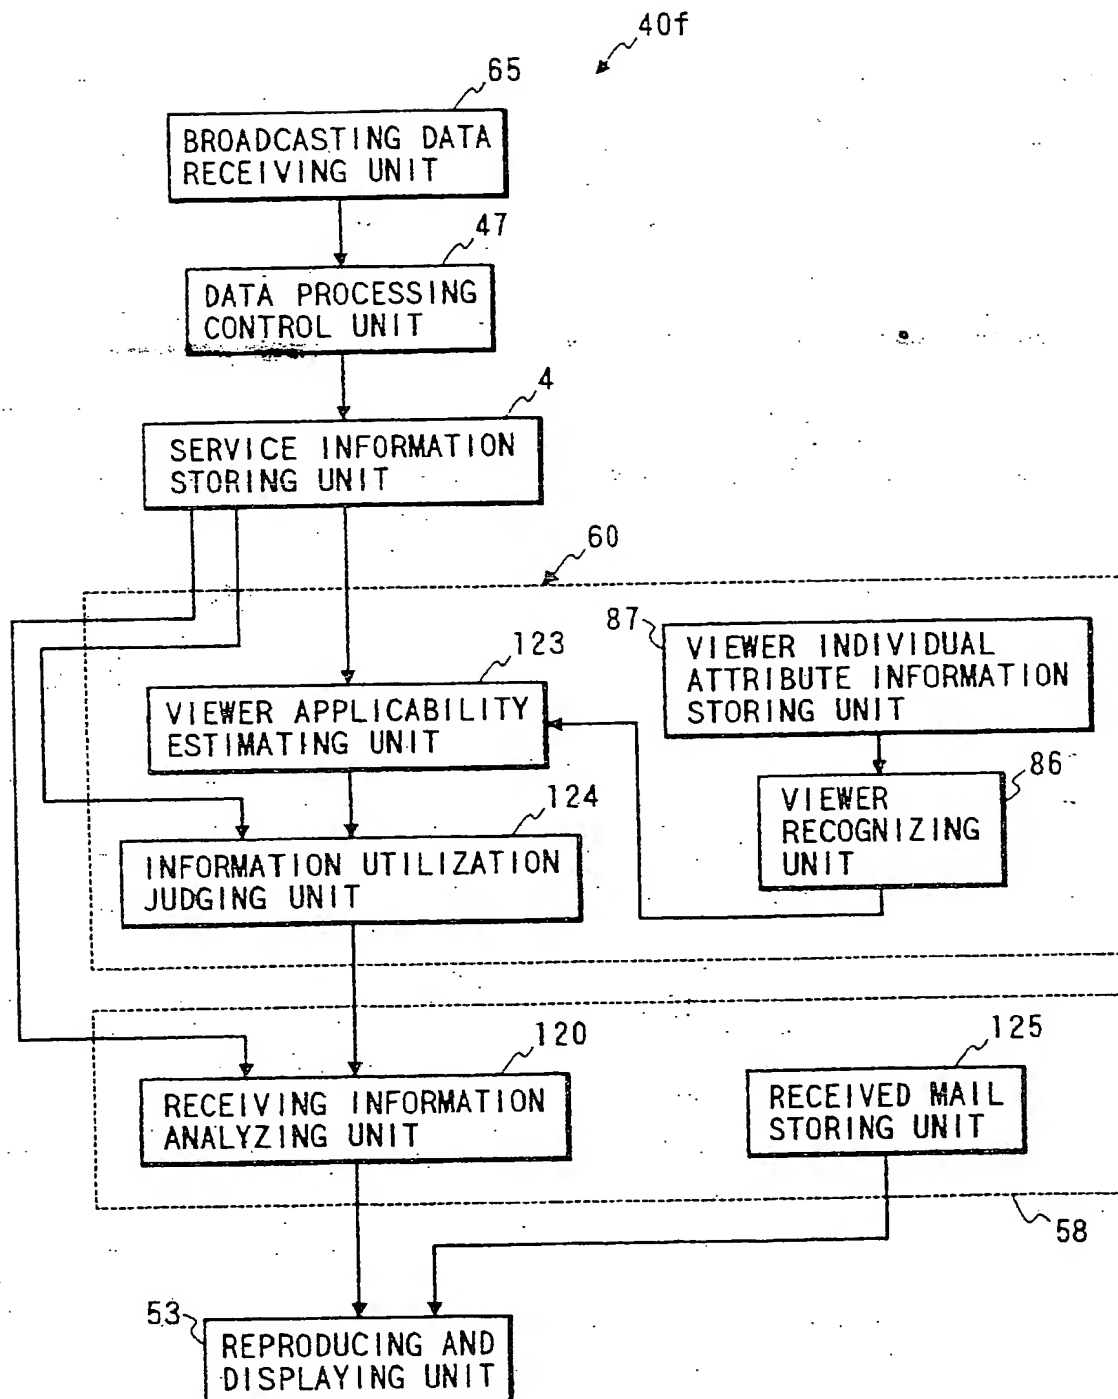 40f
65
BROADCASTING DATA
RECEIVING UNIT
47
DATA PROCESSING
CONTROL UNIT
4
SERVICE INFORMATION
STORING UNIT
60
87
VIEWER INDIVIDUAL
ATTRIBUTE INFORMATION
STORING UNIT
123
VIEWER APPLICABILITY
ESTIMATING UNIT
86
VIEWER
RECOGNIZING
UNIT
124
INFORMATION UTILIZATION
JUDGING UNIT
120
RECEIVING INFORMATION
ANALYZING UNIT
125
RECEIVED MAIL
STORING UNIT
58
53
REPRODUCING AND
DISPLAYING UNIT